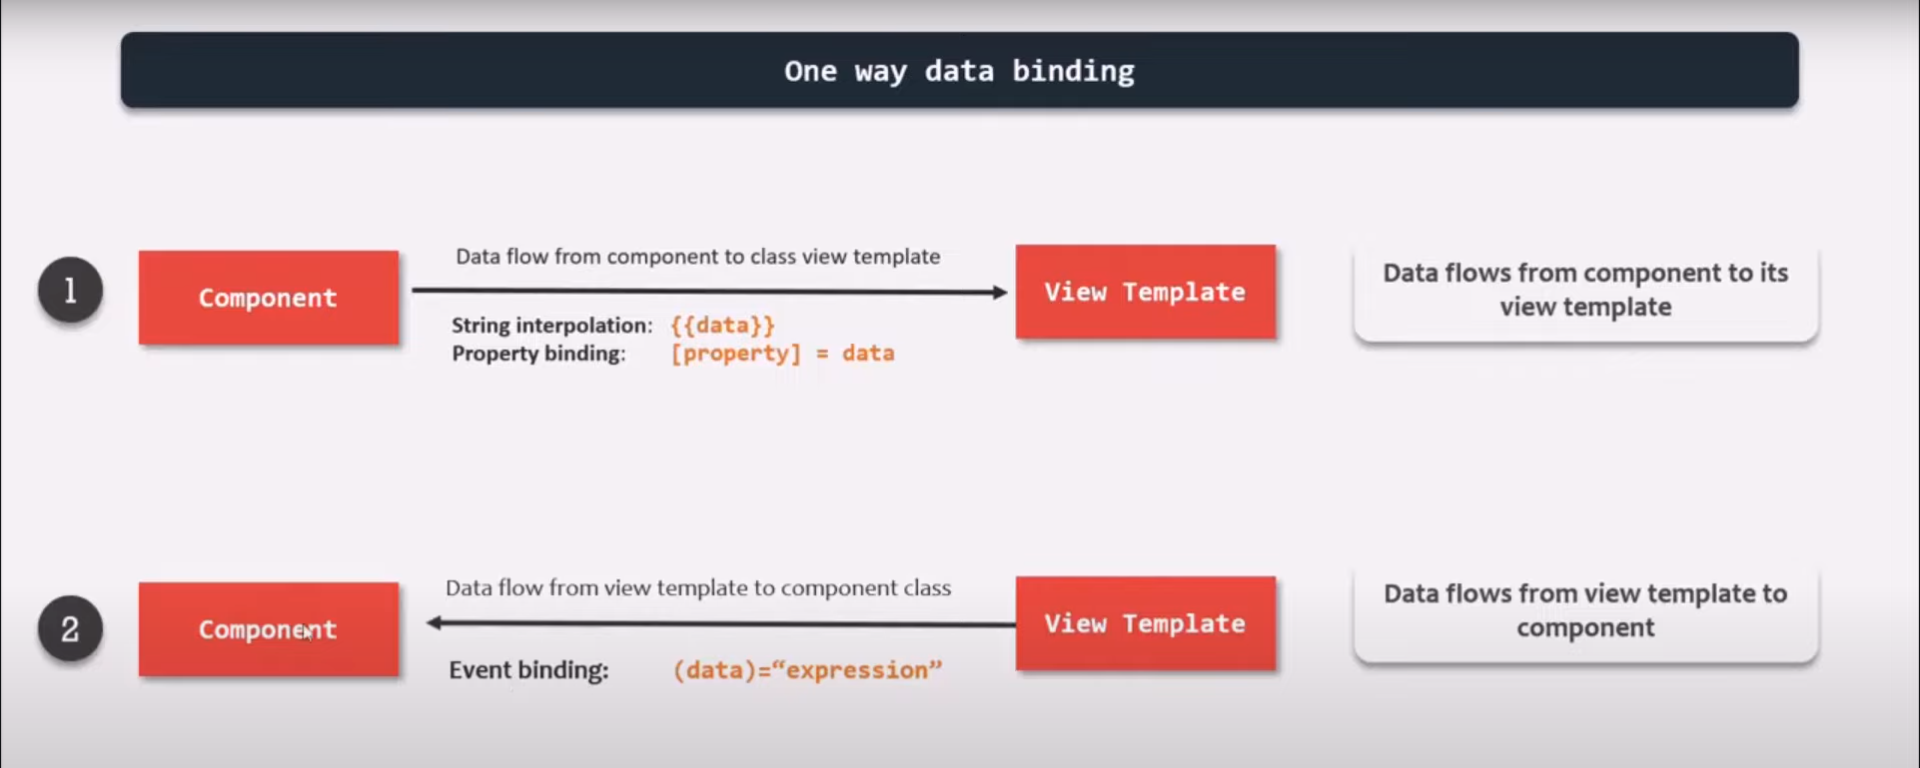 One way data binding
1
Component
Data flow from component to class view template
String interpolation: {{data}}
Property binding: [property] = data
View Template
Data flows from component to its
view template
2
Component
Data flow from view template to component class
Event binding: (data)=“expression”
View Template
Data flows from view template to
component